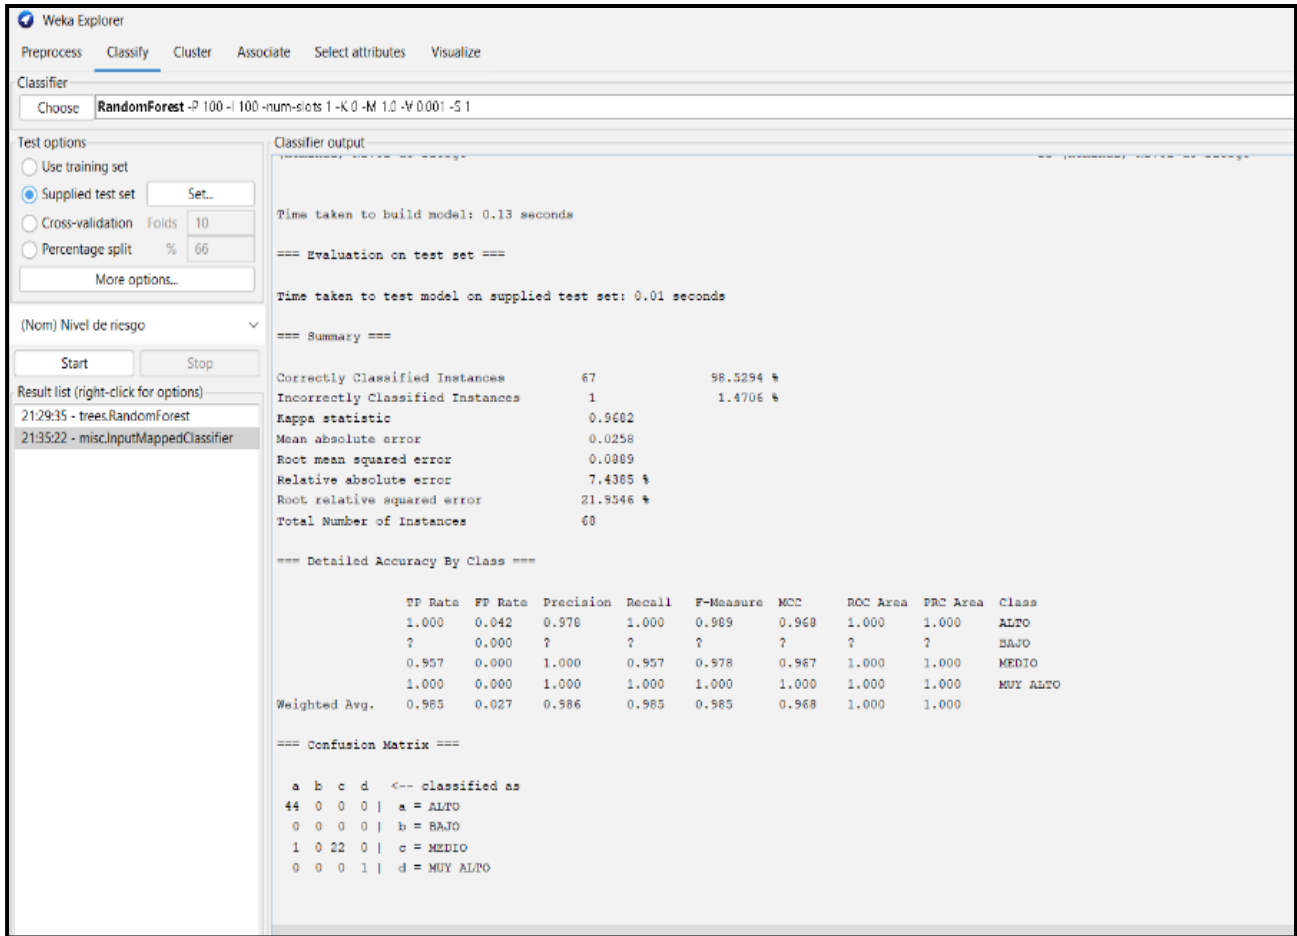 Weka Explorer
Preprocess Classify Cluster Associate Select attributes Visualize
Classifier
Choose RandomForest -P 100 -I 100 -num-slots 1 -K 0 -M 1.0 -V 0.001 -S 1
Test options
Use training set
Supplied test set Set...
Cross-validation Folds 10
Percentage split % 66
More options...
(Nom) Nivel de riesgo
Start Stop
Result list (right-click for options)
21:29:35 - trees.RandomForest
21:35:22 - misc.InputMappedClassifier
Classifier output
Time taken to build model: 0.13 seconds
=== Evaluation on test set ===
Time taken to test model on supplied test set: 0.01 seconds
=== Summary ===
Correctly Classified Instances 67 98.5294 %
Incorrectly Classified Instances 1 1.4706 %
Kappa statistic 0.9682
Mean absolute error 0.0258
Root mean squared error 0.0889
Relative absolute error 7.4385 %
Root relative squared error 21.9546 %
Total Number of Instances 68
=== Detailed Accuracy By Class ===
TP Rate FP Rate Precision Recall F-Measure MCC ROC Area PRC Area Class
1.000 0.042 0.978 1.000 0.989 0.968 1.000 1.000 ALTO
? 0.000 ? ? ? ? ? ? BAJO
0.957 0.000 1.000 0.957 0.978 0.967 1.000 1.000 MEDIO
1.000 0.000 1.000 1.000 1.000 1.000 1.000 1.000 MUY ALTO
Weighted Avg. 0.985 0.027 0.986 0.985 0.985 0.968 1.000 1.000
=== Confusion Matrix ===
a b c d <-- classified as
44 0 0 0 | a = ALTO
0 0 0 0 | b = BAJO
1 0 22 0 | c = MEDIO
0 0 0 1 | d = MUY ALTO